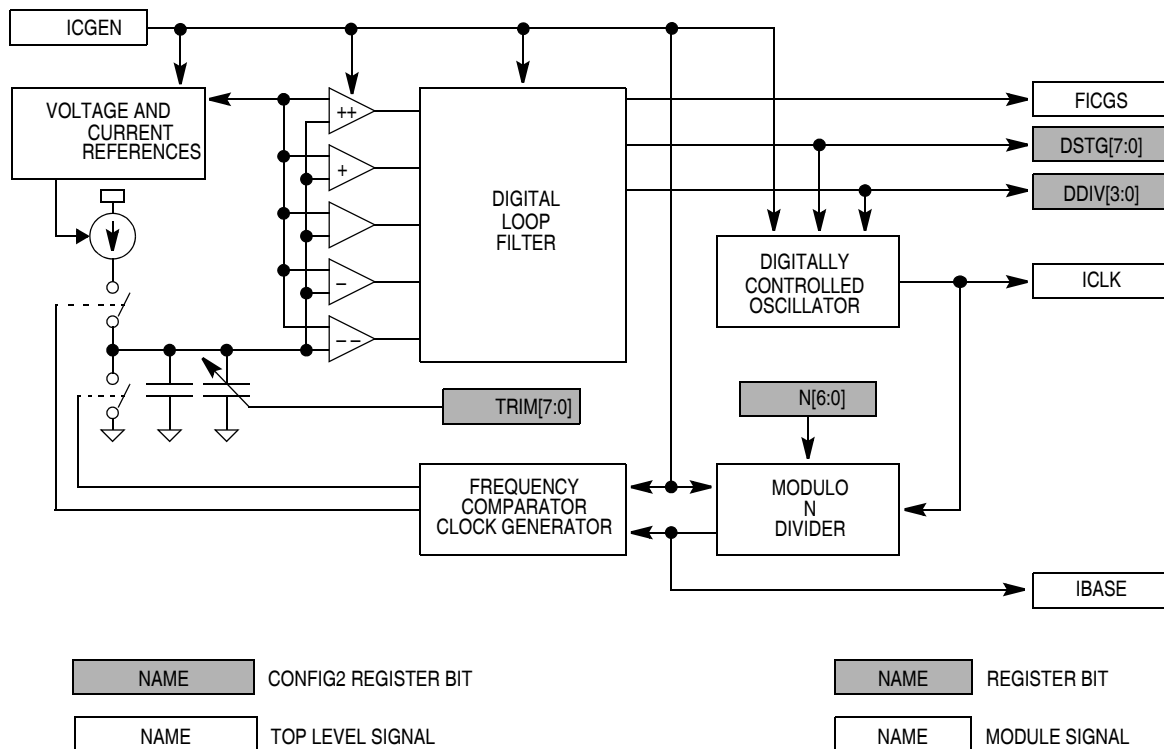 ICGEN
VOLTAGE AND
CURRENT
REFERENCES
++
+
-
--
DIGITAL
LOOP
FILTER
FICGS
DSTG[7:0]
DDIV[3:0]
DIGITALLY
CONTROLLED
OSCILLATOR
ICLK
TRIM[7:0]
N[6:0]
FREQUENCY
COMPARATOR
CLOCK GENERATOR
MODULO
N
DIVIDER
IBASE
NAME
CONFIG2 REGISTER BIT
NAME
REGISTER BIT
NAME
TOP LEVEL SIGNAL
NAME
MODULE SIGNAL